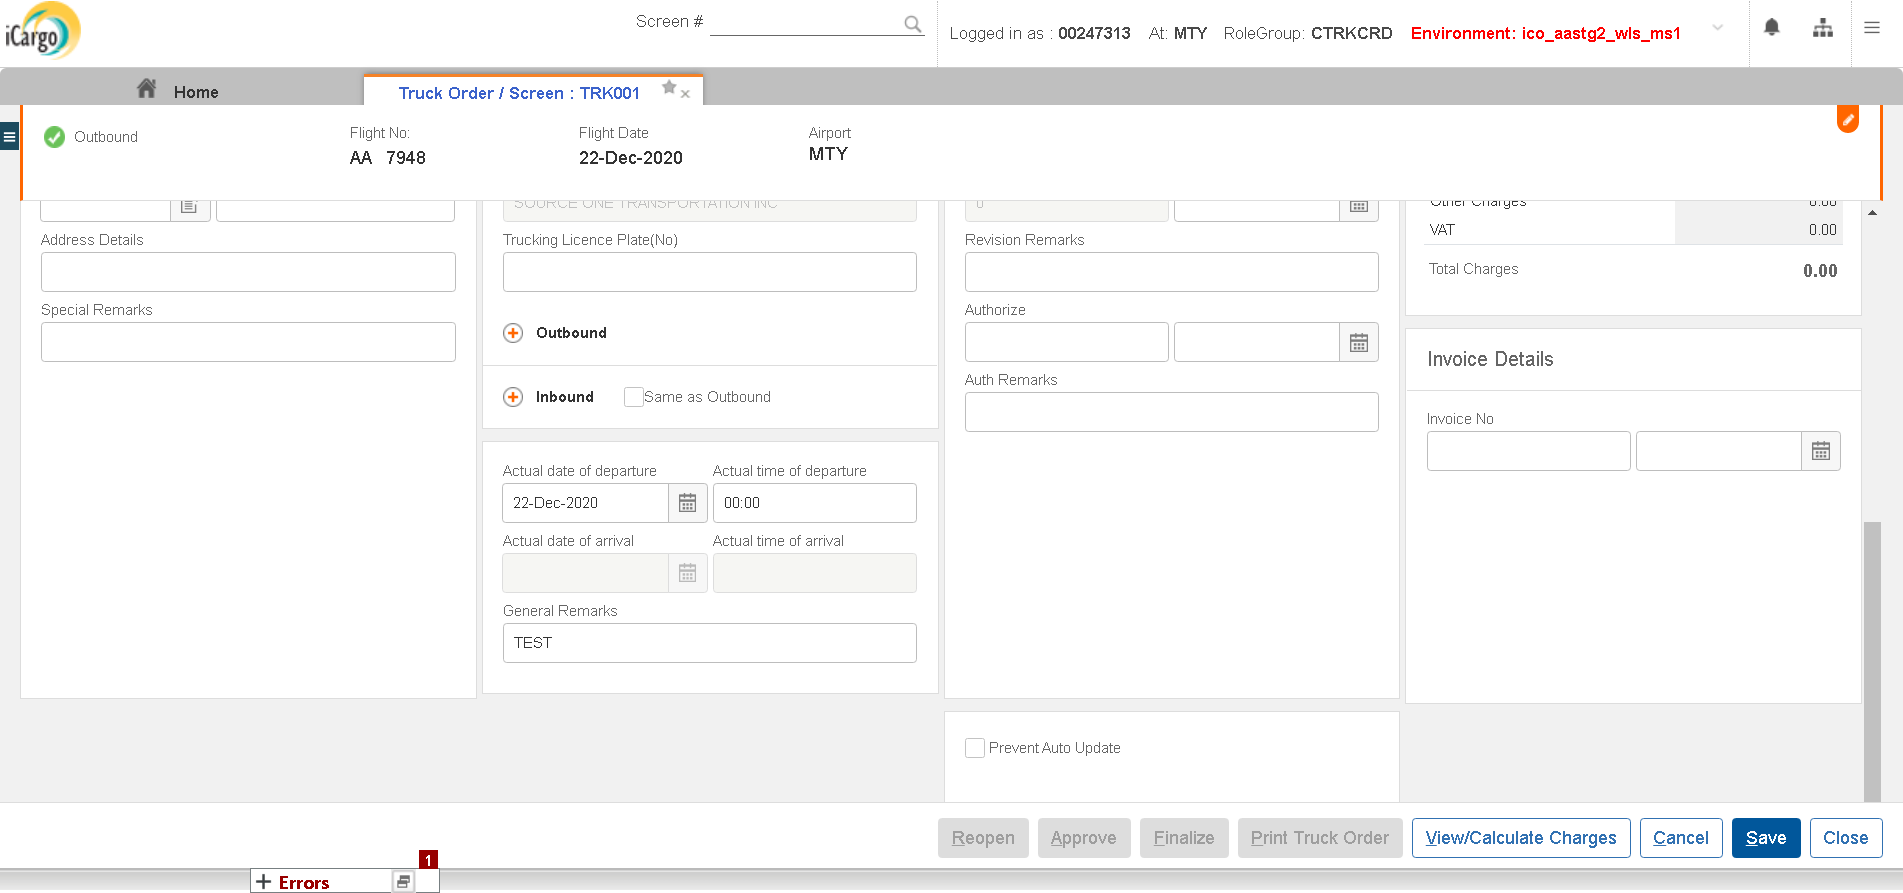 iCargo
Screen #
Logged in as : 00247313 At: MTY RoleGroup: CTRKCRD Environment: ico_aastg2_wls_ms1
Home
Truck Order / Screen : TRK001
Outbound
Flight No:
AA 7948
Flight Date
22-Dec-2020
Airport
MTY
Address Details
Special Remarks
SOURCE ONE TRANSPORTATION INC
Trucking Licence Plate(No)
Outbound
Inbound
Same as Outbound
Actual date of departure
Actual time of departure
22-Dec-2020
00:00
Actual date of arrival
Actual time of arrival
General Remarks
TEST
0
Revision Remarks
Authorize
Auth Remarks
Prevent Auto Update
Other Charges 0.00
VAT 0.00
Total Charges 0.00
Invoice Details
Invoice No
Reopen
Approve
Finalize
Print Truck Order
View/Calculate Charges
Cancel
Save
Close
1
Errors